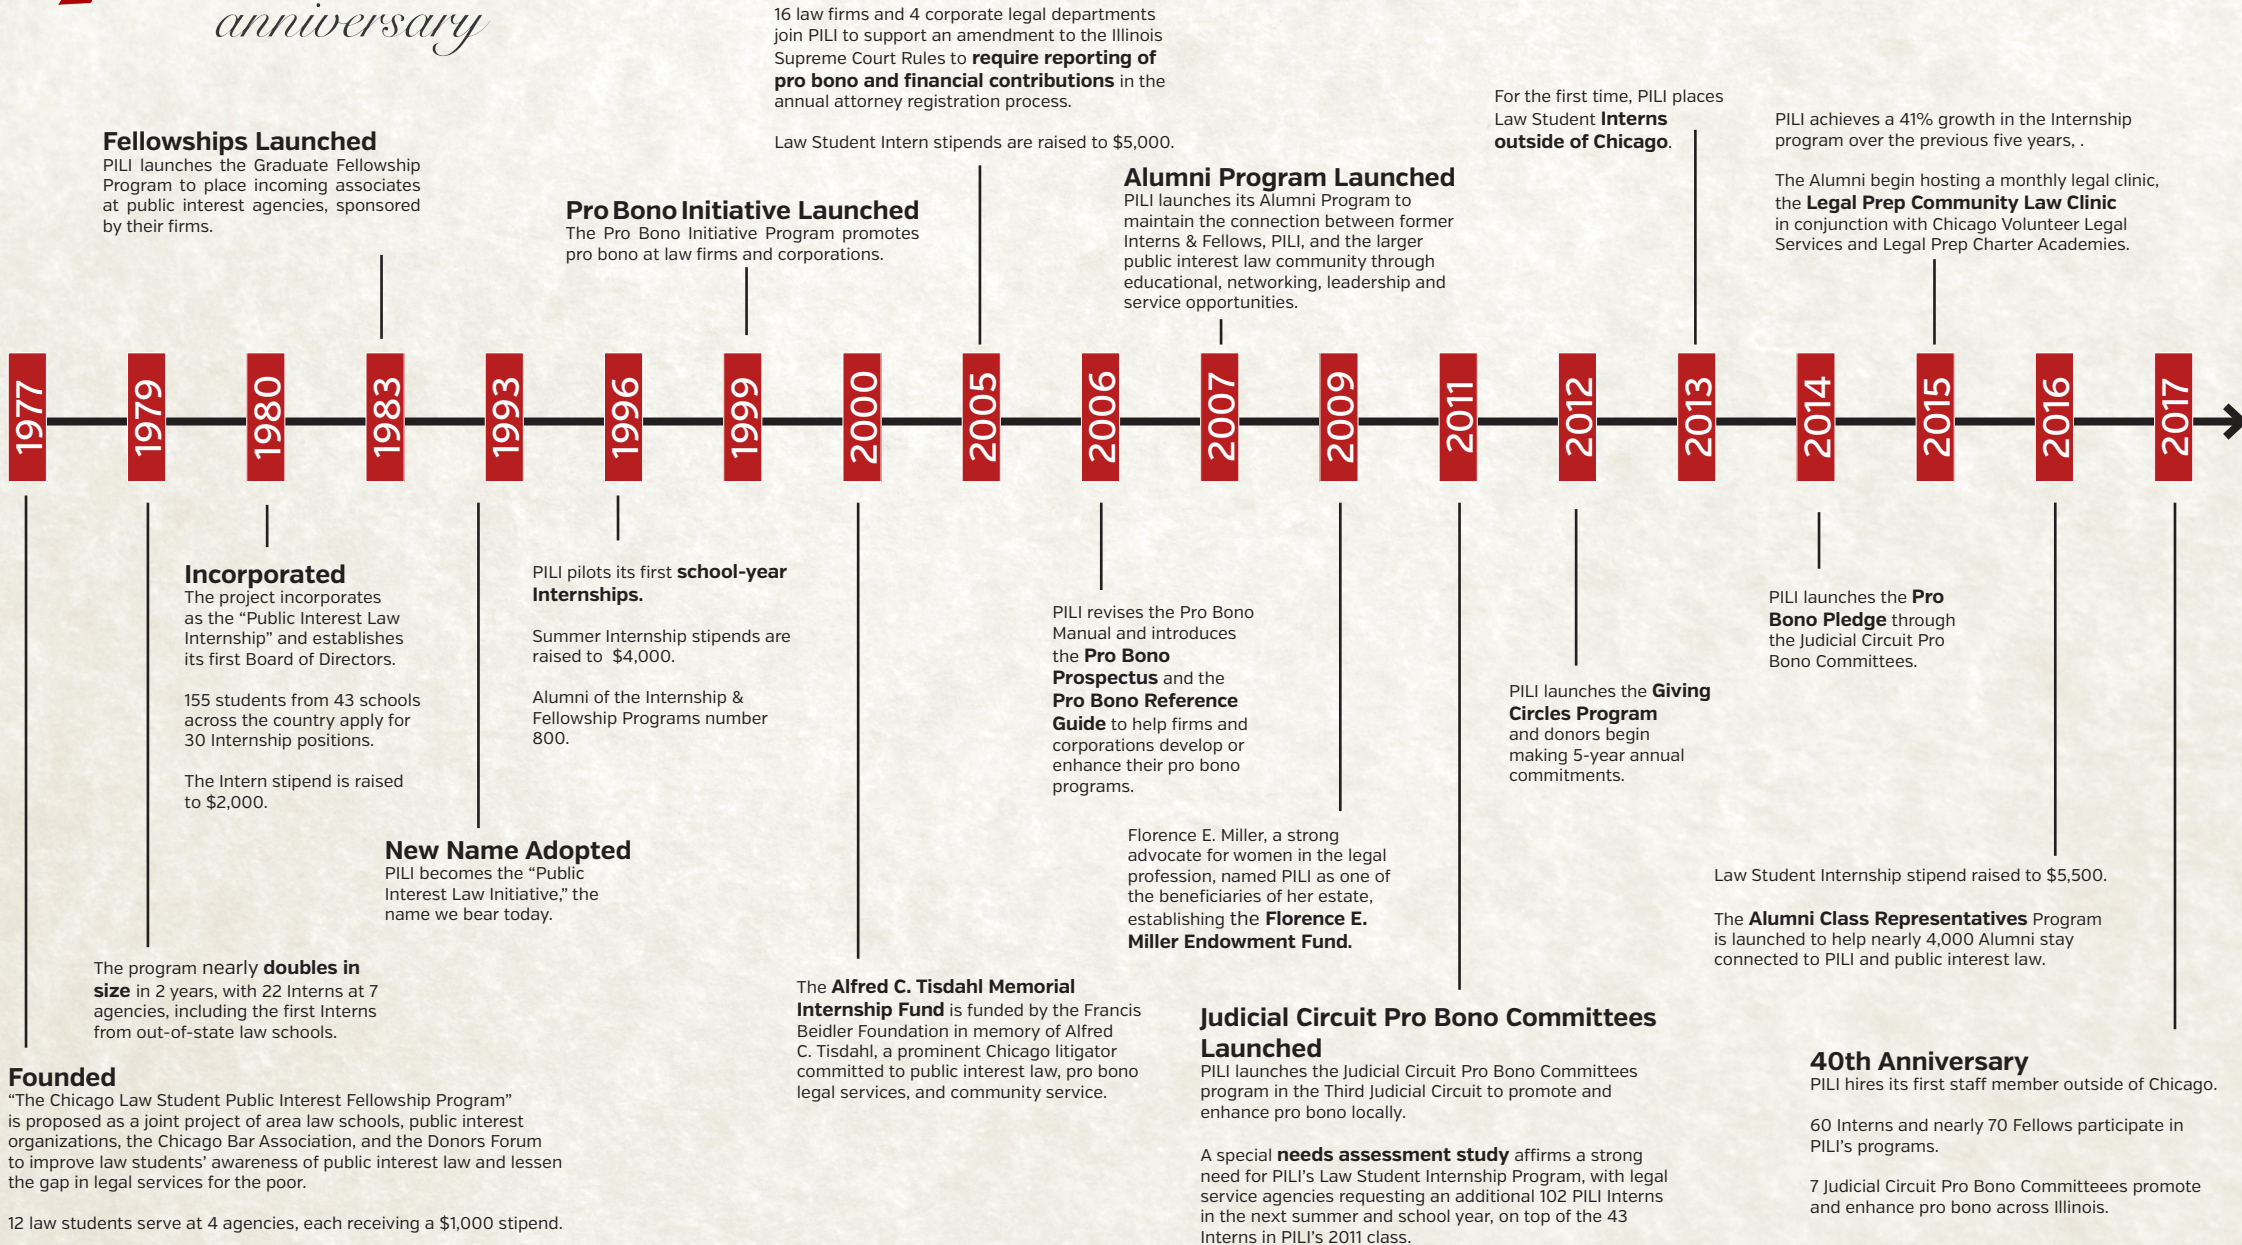 anniversary
16 law firms and 4 corporate legal departments
join PILI to support an amendment to the Illinois
Supreme Court Rules to require reporting of
pro bono and financial contributions in the
annual attorney registration process.
Law Student Intern stipends are raised to $5,000.
For the first time, PILI places
Law Student Interns
outside of Chicago.
PILI achieves a 41% growth in the Internship
program over the previous five years, .
The Alumni begin hosting a monthly legal clinic,
the Legal Prep Community Law Clinic
in conjunction with Chicago Volunteer Legal
Services and Legal Prep Charter Academies.
Fellowships Launched
PILI launches the Graduate Fellowship
Program to place incoming associates
at public interest agencies, sponsored
by their firms.
Pro Bono Initiative Launched
The Pro Bono Initiative Program promotes
pro bono at law firms and corporations.
Alumni Program Launched
PILI launches its Alumni Program to
maintain the connection between former
Interns & Fellows, PILI, and the larger
public interest law community through
educational, networking, leadership and
service opportunities.
1977
1979
1980
1983
1993
1996
1999
2000
2005
2006
2007
2009
2011
2012
2013
2014
2015
2016
2017
Incorporated
The project incorporates
as the “Public Interest Law
Internship” and establishes
its first Board of Directors.
155 students from 43 schools
across the country apply for
30 Internship positions.
The Intern stipend is raised
to $2,000.
PILI pilots its first school-year
Internships.
Summer Internship stipends are
raised to $4,000.
Alumni of the Internship &
Fellowship Programs number
800.
PILI revises the Pro Bono
Manual and introduces
the Pro Bono
Prospectus and the
Pro Bono Reference
Guide to help firms and
corporations develop or
enhance their pro bono
programs.
PILI launches the Giving
Circles Program
and donors begin
making 5-year annual
commitments.
PILI launches the Pro
Bono Pledge through
the Judicial Circuit Pro
Bono Committees.
New Name Adopted
PILI becomes the “Public
Interest Law Initiative,” the
name we bear today.
Florence E. Miller, a strong
advocate for women in the legal
profession, named PILI as one of
the beneficiaries of her estate,
establishing the Florence E.
Miller Endowment Fund.
Law Student Internship stipend raised to $5,500.
The Alumni Class Representatives Program
is launched to help nearly 4,000 Alumni stay
connected to PILI and public interest law.
The program nearly doubles in
size in 2 years, with 22 Interns at 7
agencies, including the first Interns
from out-of-state law schools.
The Alfred C. Tisdahl Memorial
Internship Fund is funded by the Francis
Beidler Foundation in memory of Alfred
C. Tisdahl, a prominent Chicago litigator
committed to public interest law, pro bono
legal services, and community service.
Judicial Circuit Pro Bono Committees
Launched
PILI launches the Judicial Circuit Pro Bono Committees
program in the Third Judicial Circuit to promote and
enhance pro bono locally.
A special needs assessment study affirms a strong
need for PILI’s Law Student Internship Program, with legal
service agencies requesting an additional 102 PILI Interns
in the next summer and school year, on top of the 43
Interns in PILI’s 2011 class.
40th Anniversary
PILI hires its first staff member outside of Chicago.
60 Interns and nearly 70 Fellows participate in
PILI’s programs.
7 Judicial Circuit Pro Bono Committeees promote
and enhance pro bono across Illinois.
Founded
“The Chicago Law Student Public Interest Fellowship Program”
is proposed as a joint project of area law schools, public interest
organizations, the Chicago Bar Association, and the Donors Forum
to improve law students’ awareness of public interest law and lessen
the gap in legal services for the poor.
12 law students serve at 4 agencies, each receiving a $1,000 stipend.